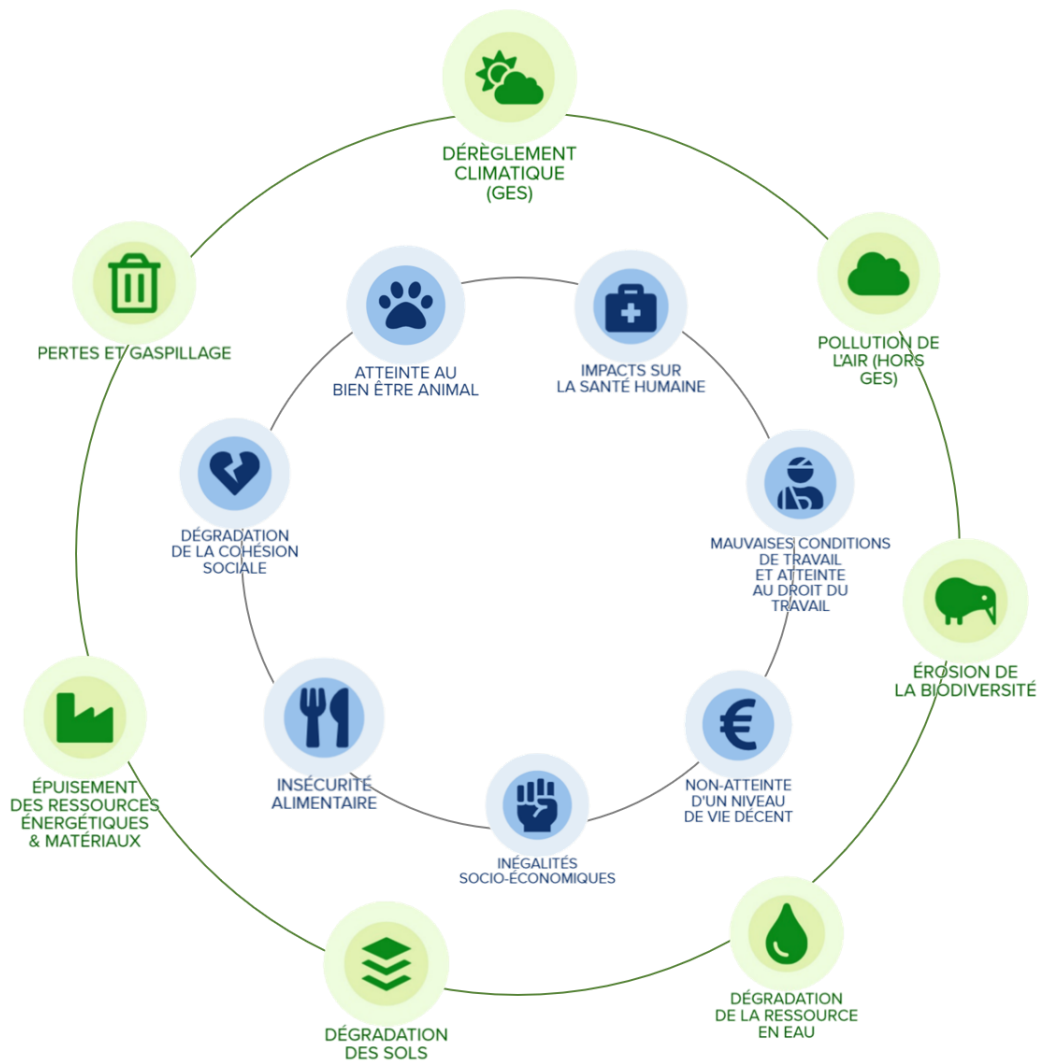 DÉRÈGLEMENT
CLIMATIQUE
(GES)
POLLUTION DE
L'AIR (HORS
GES)
PERTES ET GASPILLAGE
ATTEINTE AU
BIEN ÊTRE ANIMAL
IMPACTS SUR
LA SANTÉ HUMAINE
DÉGRADATION
DE LA COHÉSION
SOCIALE
MAUVAISES CONDITIONS
DE TRAVAIL
ET ATTEINTE
AU DROIT DU
TRAVAIL
ÉROSION DE
LA BIODIVERSITÉ
ÉPUISEMENT
DES RESSOURCES
ÉNERGÉTIQUES
& MATÉRIAUX
INSÉCURITÉ
ALIMENTAIRE
€
NON-ATTEINTE
D'UN NIVEAU
DE VIE DÉCENT
INÉGALITÉS
SOCIO-ÉCONOMIQUES
DÉGRADATION
DES SOLS
DÉGRADATION
DE LA RESSOURCE
EN EAU